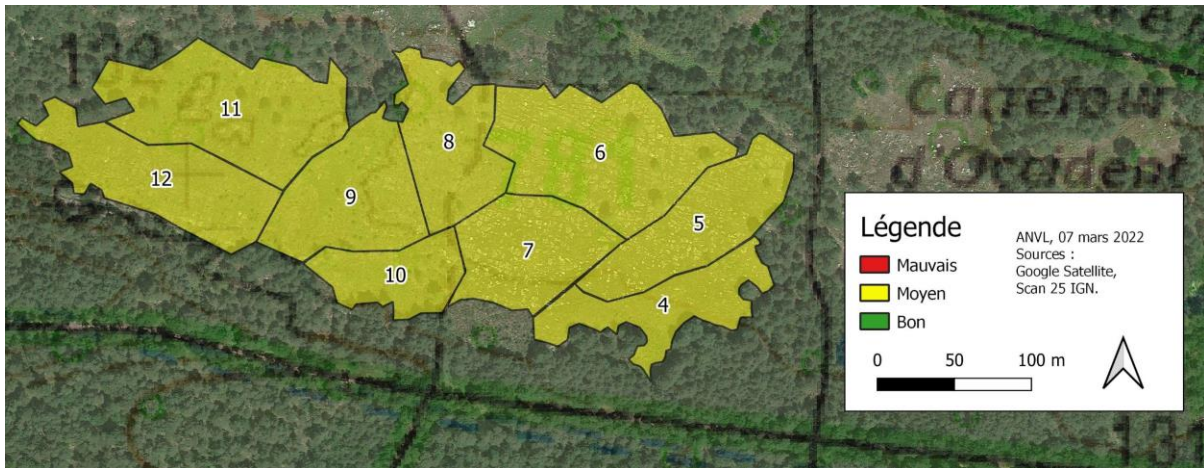 11
8
6
12
9
5
7
10
4
Carrefour
d'Occident
Légende
Mauvais
Moyen
Bon
ANVL, 07 mars 2022
Sources :
Google Satellite,
Scan 25 IGN.
0 50 100 m